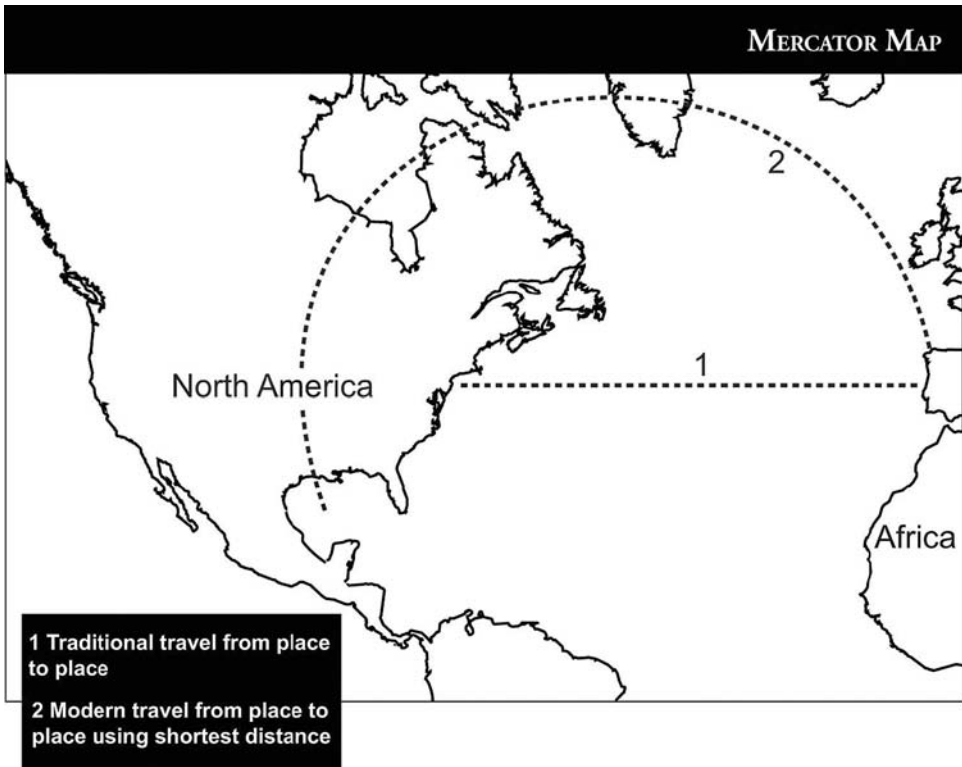 MERCATOR MAP
2
1
North America
Africa
1 Traditional travel from place
to place
2 Modern travel from place to
place using shortest distance